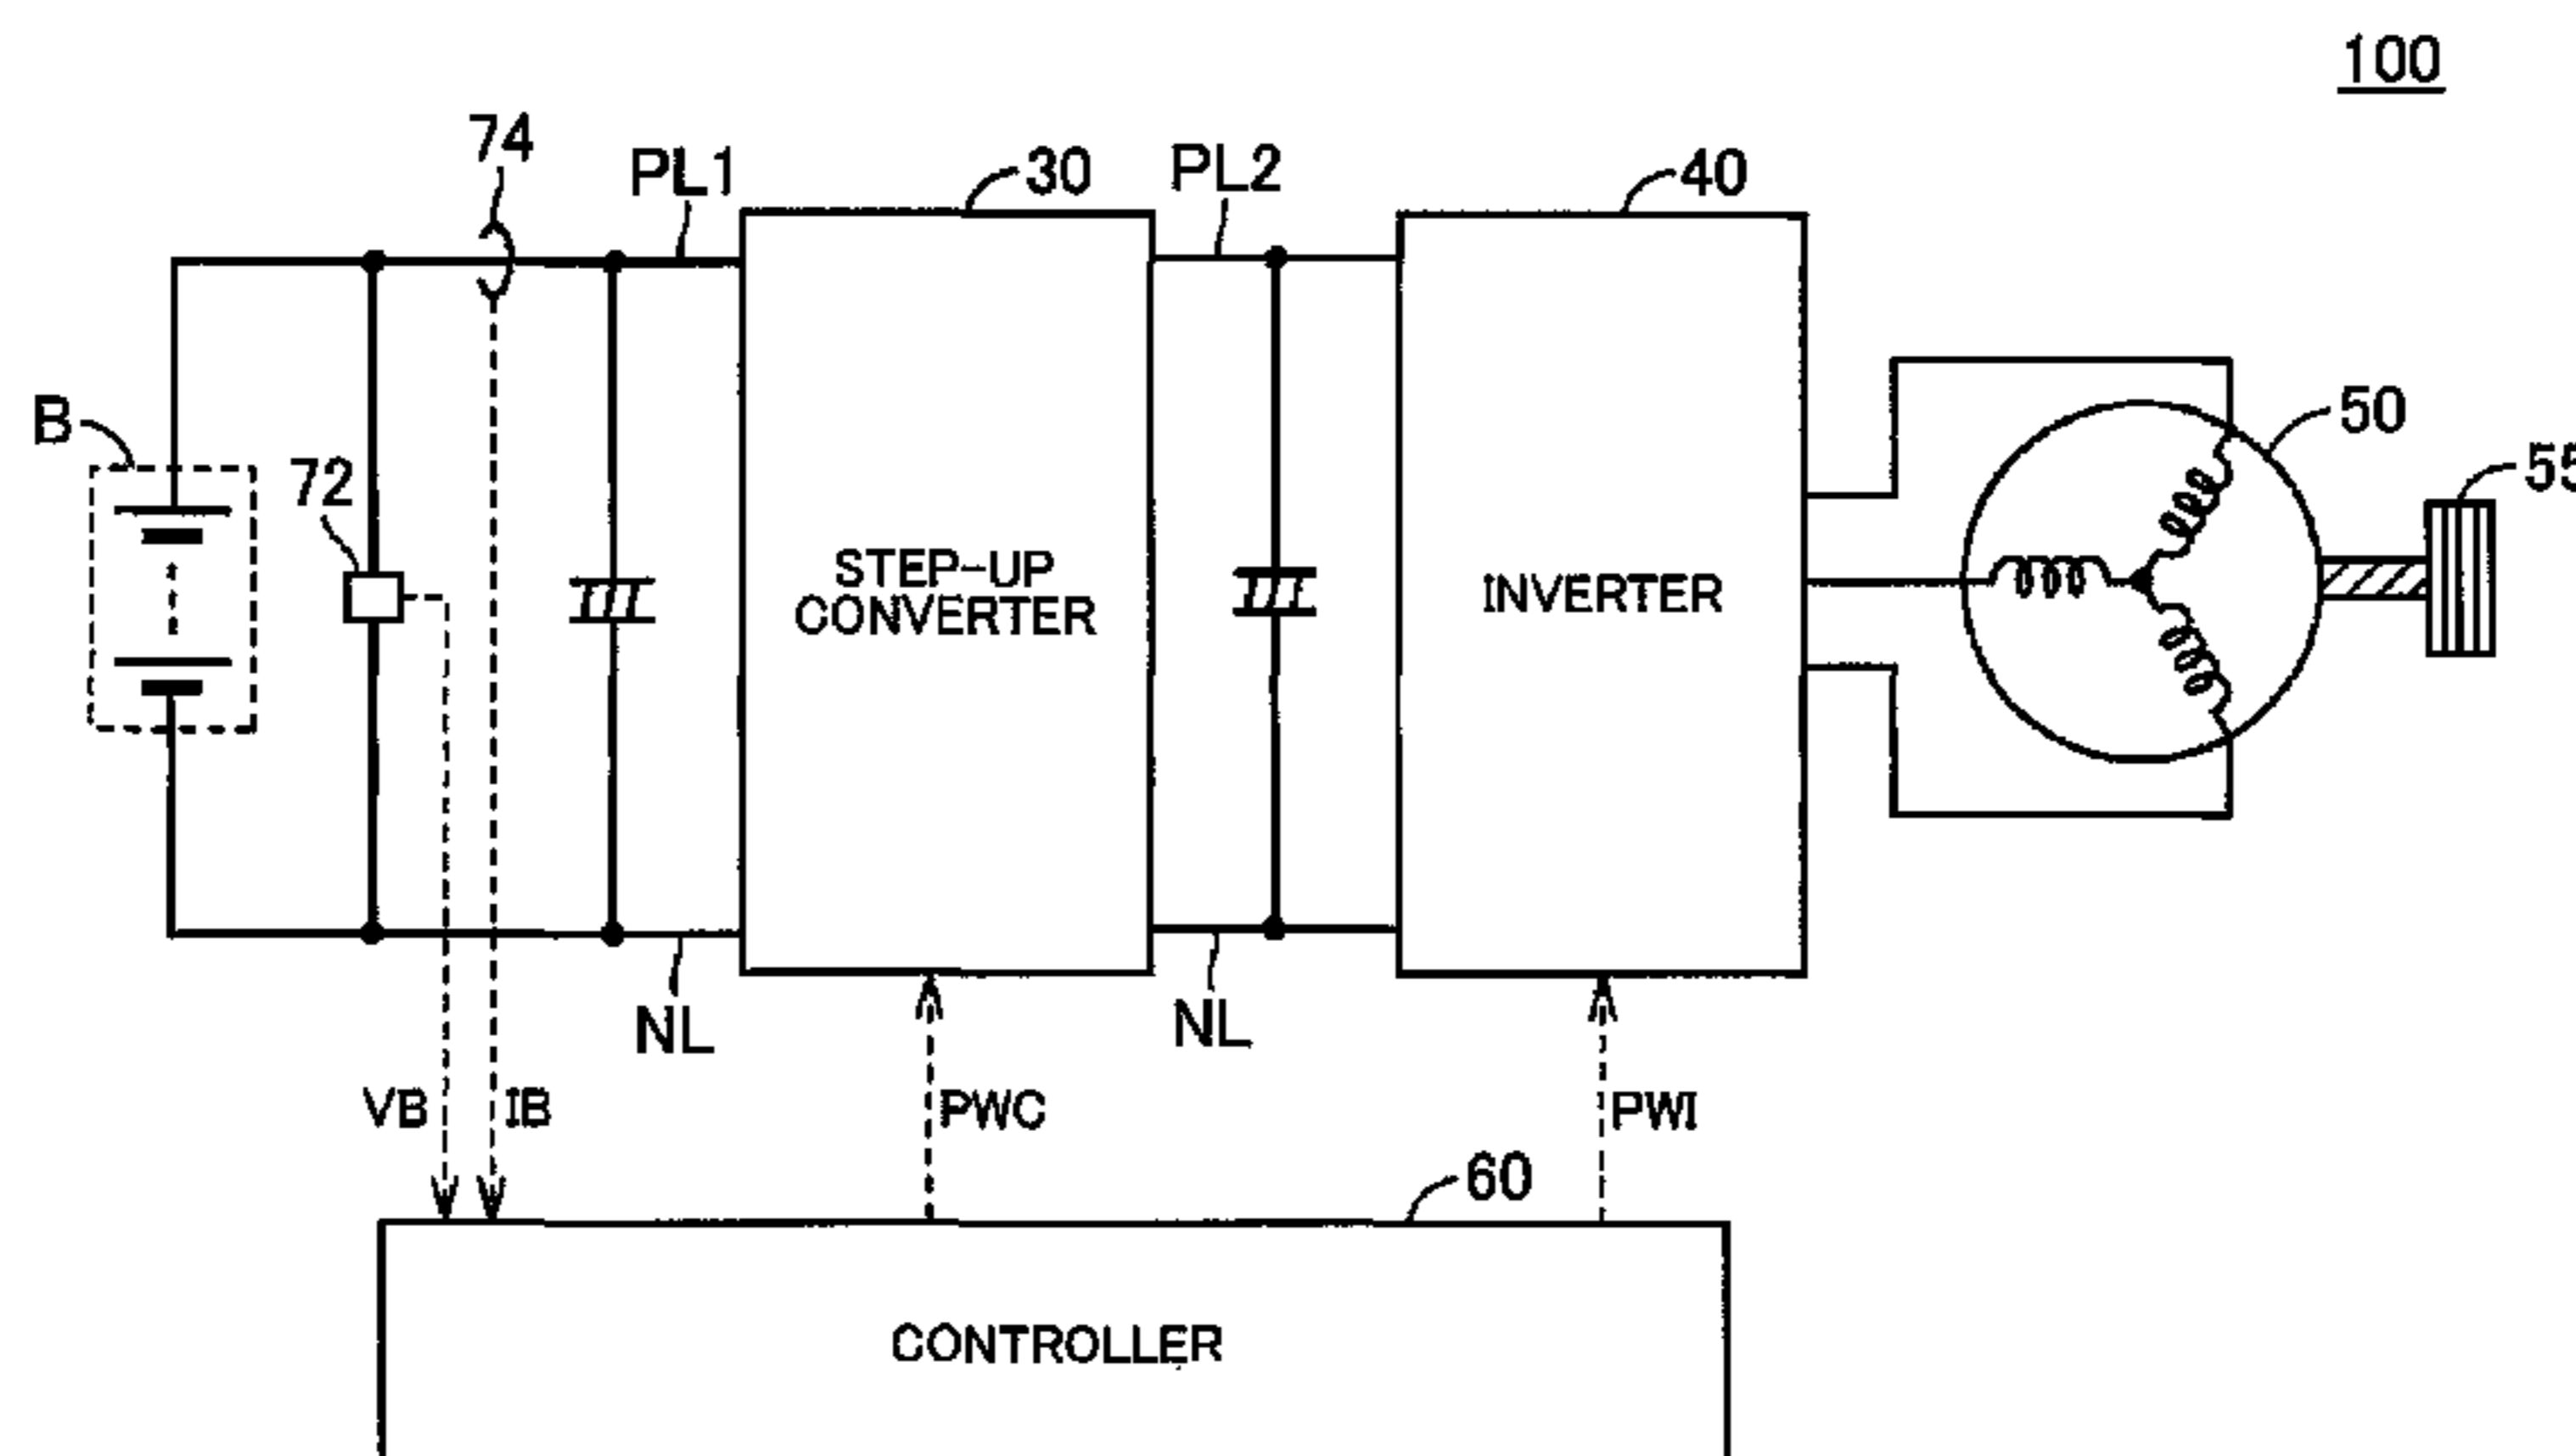 100
74
PL1
30
PL2
40
B
72
50
55
STEP-UP
CONVERTER
INVERTER
NL
NL
VB
IB
PWC
PWI
60
CONTROLLER